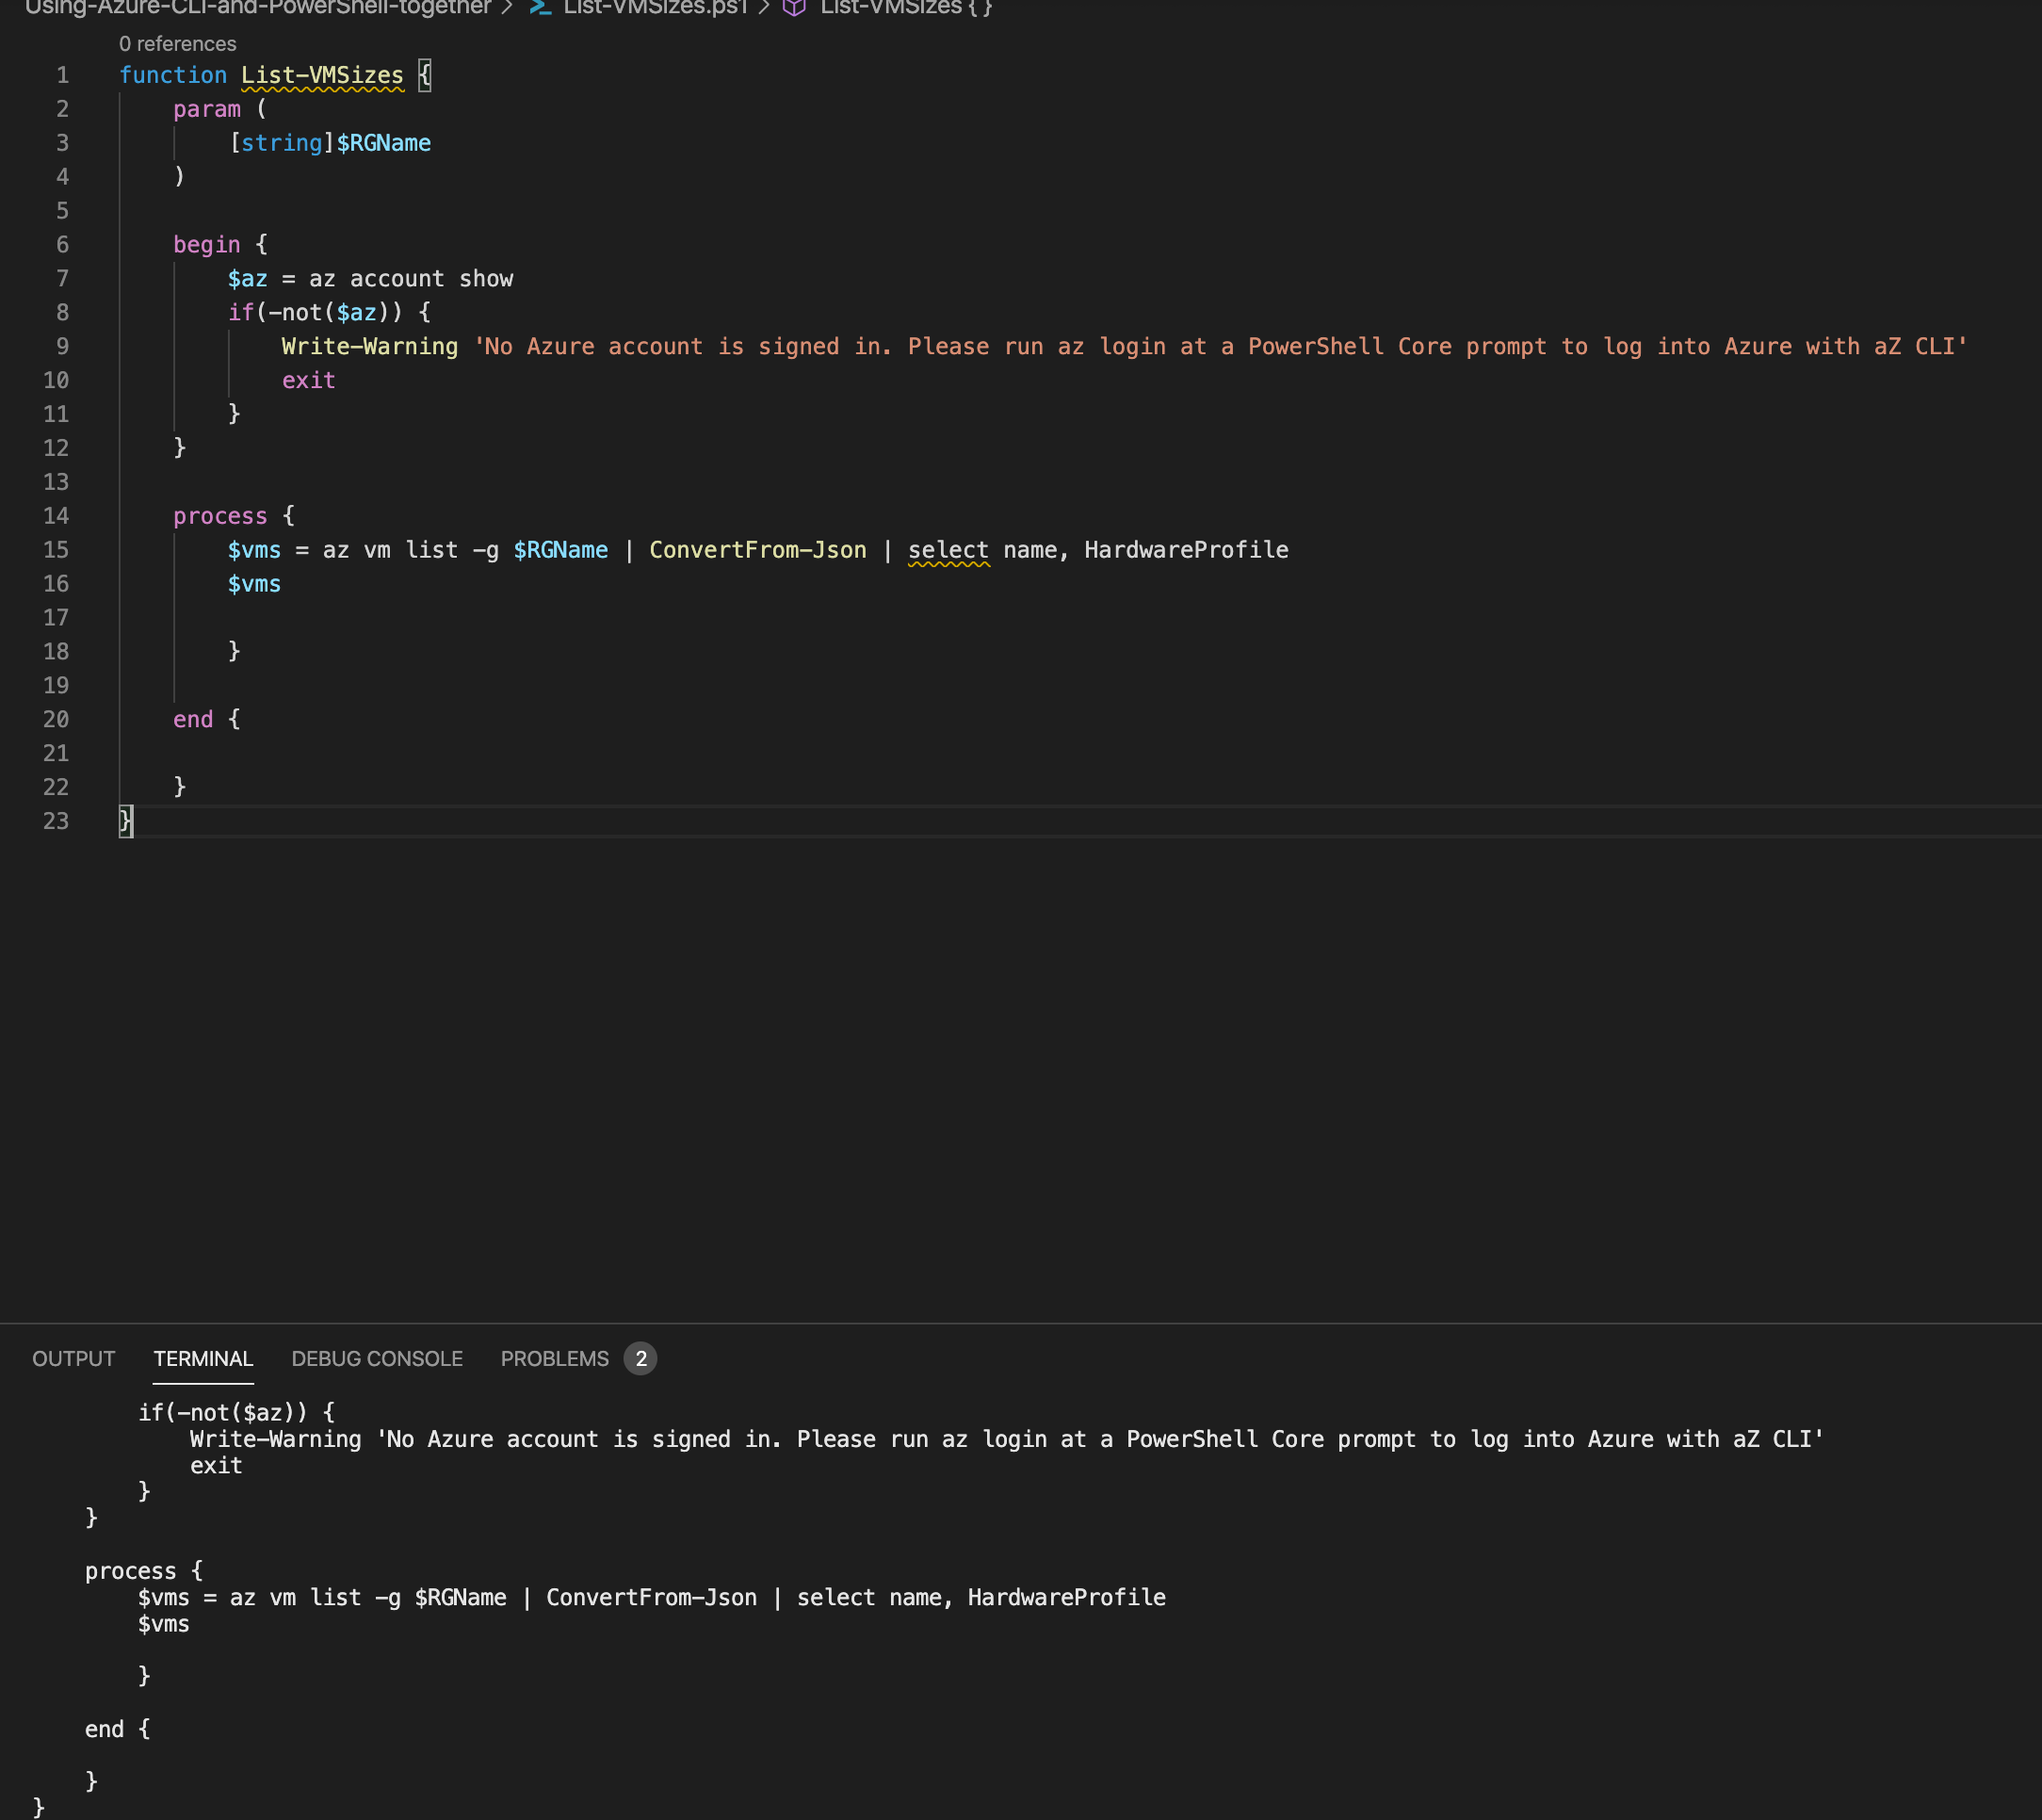 Using-Azure-CLI-and-PowerShell-together > List-VMSizes.ps1 > List-VMSizes{}
0 references
1 function List-VMSizes {
2     param (
3         [string]$RGName
4     )
5
6     begin {
7         $az = az account show
8         if(-not($az)) {
9             Write-Warning 'No Azure account is signed in. Please run az login at a PowerShell Core prompt to log into Azure with aZ CLI'
10             exit
11         }
12     }
13
14     process {
15         $vms = az vm list -g $RGName | ConvertFrom-Json | select name, HardwareProfile
16         $vms
17
18         }
19
20     end {
21
22     }
23 }
OUTPUT TERMINAL DEBUG CONSOLE PROBLEMS 2
        if(-not($az)) {
            Write-Warning 'No Azure account is signed in. Please run az login at a PowerShell Core prompt to log into Azure with aZ CLI'
            exit
        }
    }
    process {
        $vms = az vm list -g $RGName | ConvertFrom-Json | select name, HardwareProfile
        $vms
        }
    end {
    }
}